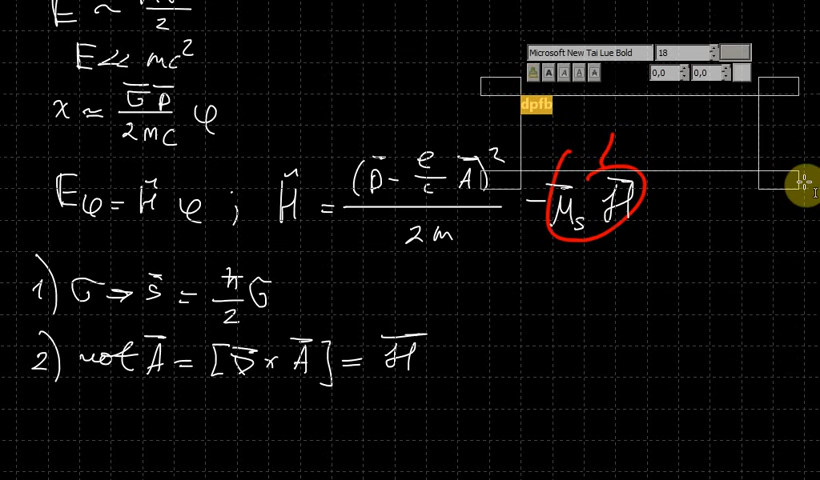 E ~ /2
E << mc²
Microsoft New Tai Lue Bold 18
0,0 0,0
dpfb
χ ≃ σ̄ p̄ / 2mc φ
Eφ = Ĥ φ ; Ĥ = (p̄ - e/c Ā)² / 2m - μ̄s H̄
1) σ → s̄ = ħ/2 σ
2) rot Ā = [∇̄ × Ā] = H̄